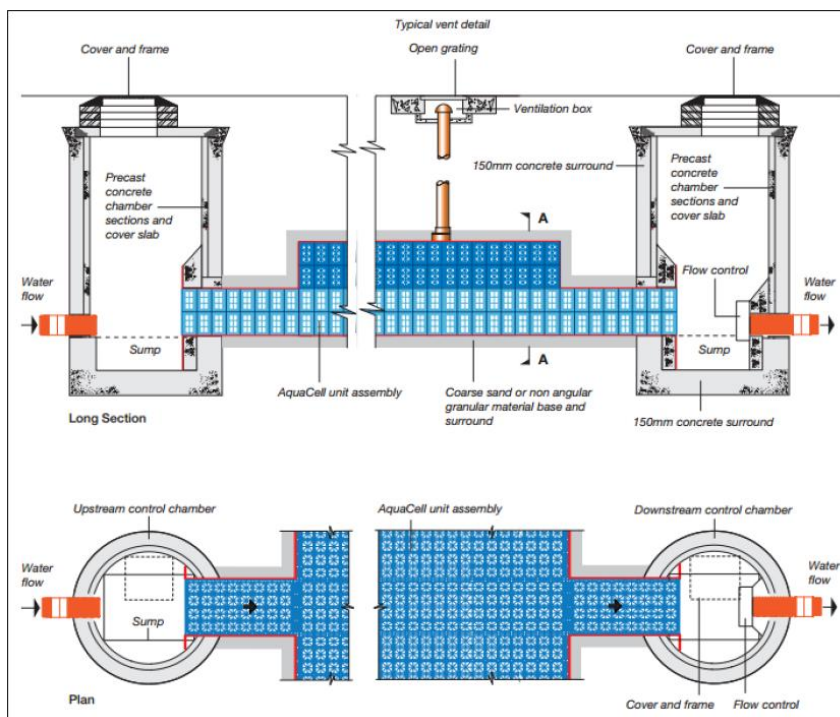 Typical vent detail
Cover and frame
Open grating
Cover and frame
Ventilation box
150mm concrete surround
Precast
concrete
chamber
sections and
cover slab
Precast
concrete
chamber
sections and
cover slab
A
Water
flow
Flow control
Water
flow
Sump
A
Sump
AquaCell unit assembly
Coarse sand or non angular
granular material base and
surround
150mm concrete surround
Long Section
Upstream control chamber
AquaCell unit assembly
Downstream control chamber
Water
flow
Water
flow
Sump
Plan
Cover and frame
Flow control